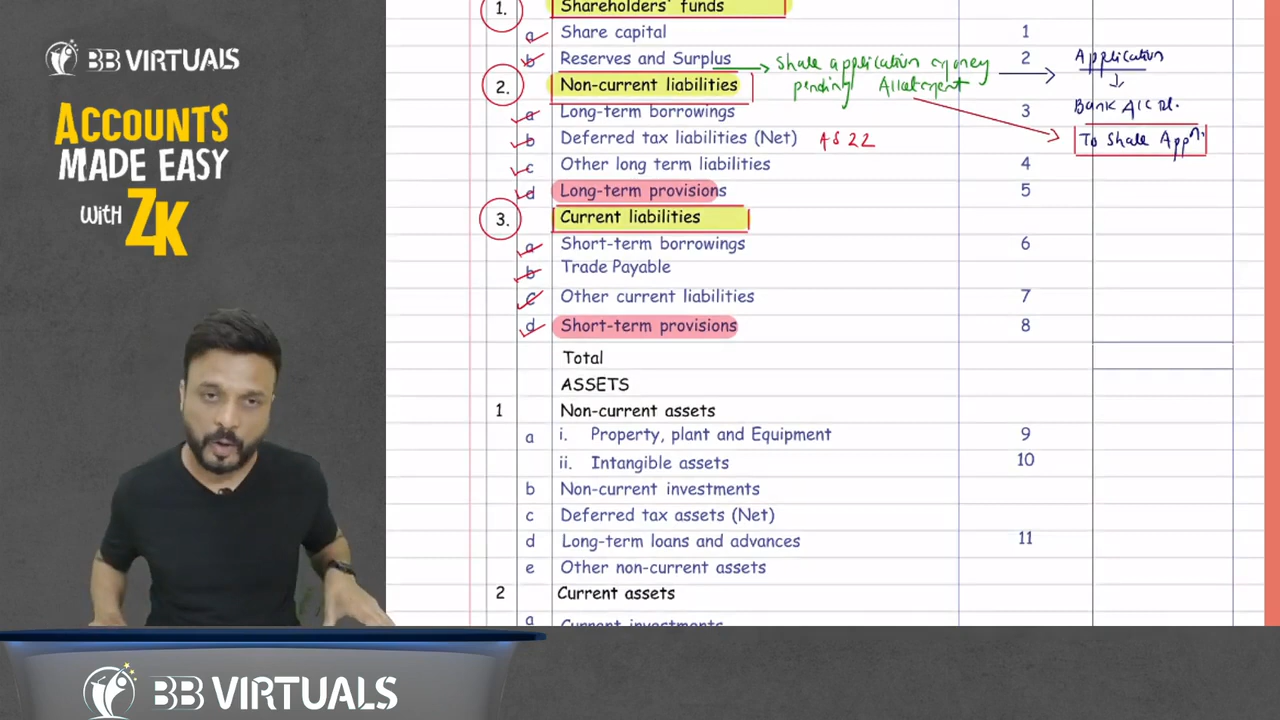 BB VIRTUALS
ACCOUNTS
MADE EASY
with ZK
1. Shareholders' funds
a Share capital 1
b Reserves and Surplus 2
Share application money
pending Allotment
Application
Bank A/c Dr.
To Share Appn.
2. Non-current liabilities
a Long-term borrowings 3
b Deferred tax liabilities (Net) AS 22
c Other long term liabilities 4
d Long-term provisions 5
3. Current liabilities
a Short-term borrowings 6
b Trade Payable
c Other current liabilities 7
d Short-term provisions 8
Total
ASSETS
1 Non-current assets
a i. Property, plant and Equipment 9
ii. Intangible assets 10
b Non-current investments
c Deferred tax assets (Net)
d Long-term loans and advances 11
e Other non-current assets
2 Current assets
a Current investments
BB VIRTUALS